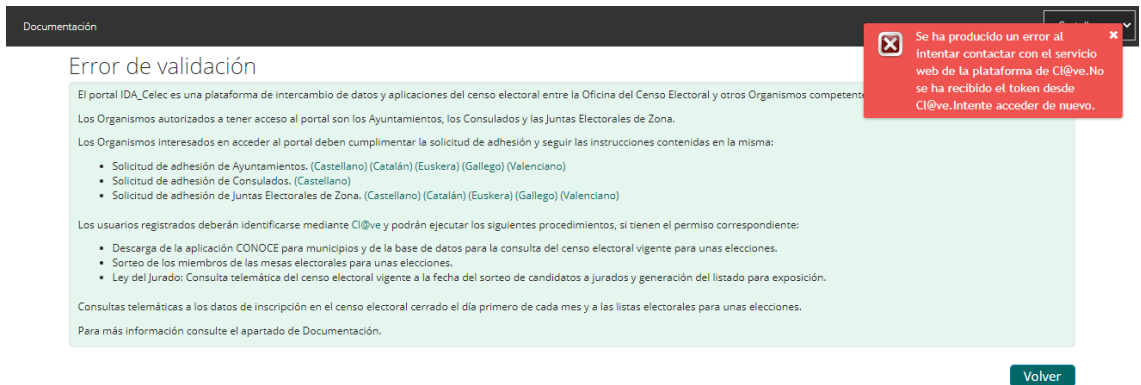 Documentación
Se ha producido un error al
intentar contactar con el servicio
web de la plataforma de Cl@ve.No
se ha recibido el token desde
Cl@ve.Intente acceder de nuevo.
Error de validación
El portal IDA_Celec es una plataforma de intercambio de datos y aplicaciones del censo electoral entre la Oficina del Censo Electoral y otros Organismos
Los Organismos autorizados a tener acceso al portal son los Ayuntamientos, los Consulados y las Juntas Electorales de Zona.
Los Organismos interesados en acceder al portal deben cumplimentar la solicitud de adhesión y seguir las instrucciones contenidas en la misma:
Solicitud de adhesión de Ayuntamientos. (Castellano) (Catalán) (Euskera) (Gallego) (Valenciano)
Solicitud de adhesión de Consulados. (Castellano)
Solicitud de adhesión de Juntas Electorales de Zona. (Castellano) (Catalán) (Euskera) (Gallego) (Valenciano)
Los usuarios registrados deberán identificarse mediante Cl@ve y podrán ejecutar los siguientes procedimientos, si tienen el permiso correspondiente:
Descarga de la aplicación CONOCE para municipios y de la base de datos para la consulta del censo electoral vigente para unas elecciones.
Sorteo de los miembros de las mesas electorales para unas elecciones.
Ley del Jurado: Consulta telemática del censo electoral vigente a la fecha del sorteo de candidatos a jurados y generación del listado para exposición.
Consultas telemáticas a los datos de inscripción en el censo electoral cerrado el día primero de cada mes y a las listas electorales para unas elecciones.
Para más información consulte el apartado de Documentación.
Volver